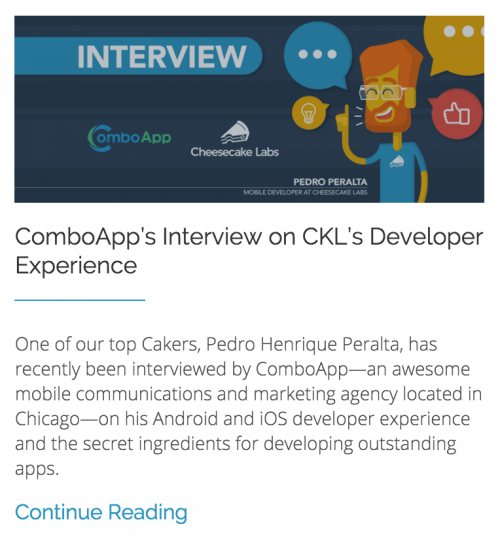 INTERVIEW
ComboApp
Cheesecake Labs
PEDRO PERALTA
MOBILE DEVELOPER AT CHEESECAKE LABS
ComboApp's Interview on CKL's Developer
Experience
One of our top Cakers, Pedro Henrique Peralta, has
recently been interviewed by ComboApp—an awesome
mobile communications and marketing agency located in
Chicago—on his Android and iOS developer experience
and the secret ingredients for developing outstanding
apps.
Continue Reading